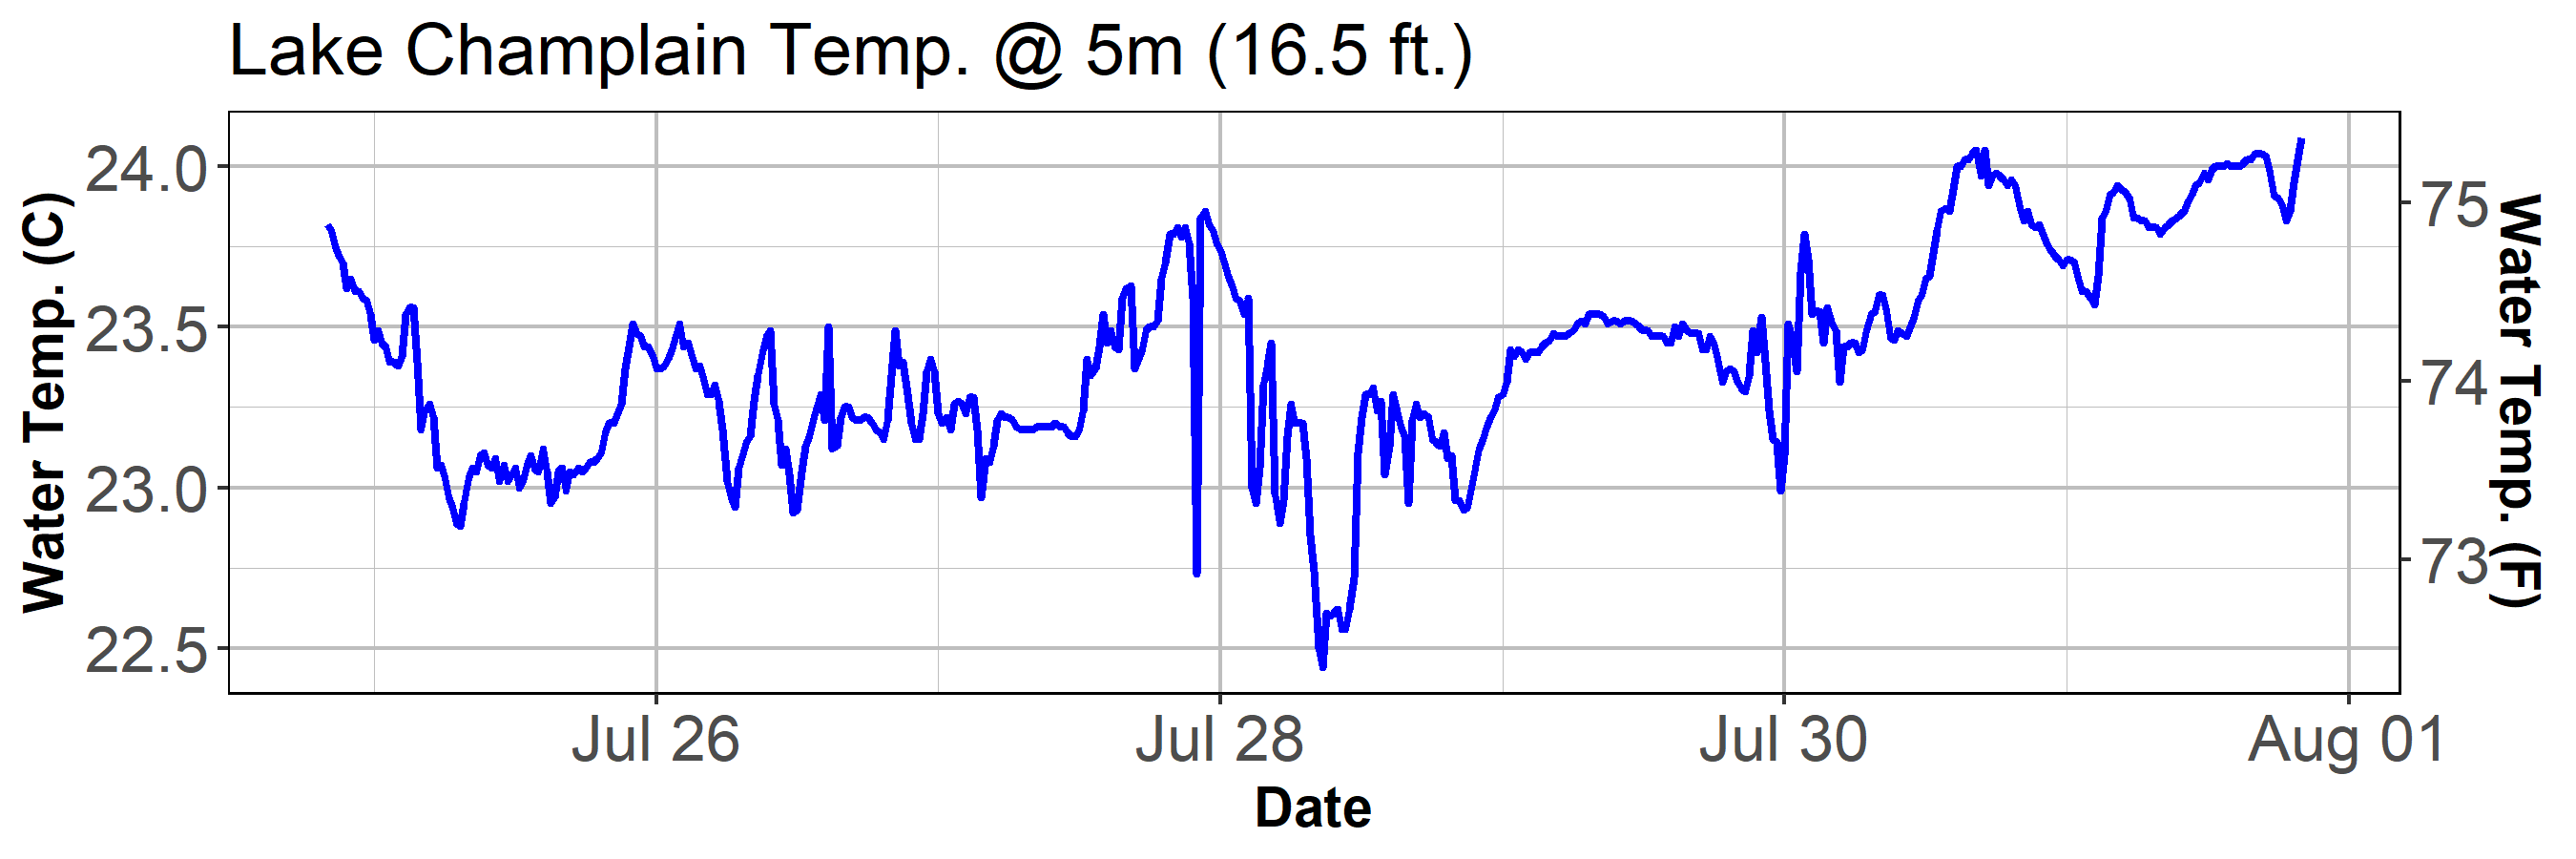 Lake Champlain Temp. @ 5m (16.5 ft.)
Water Temp. (C)
24.0
23.5
23.0
22.5
75
74
73
Water Temp. (F)
Jul 26 Jul 28 Jul 30 Aug 01
Date